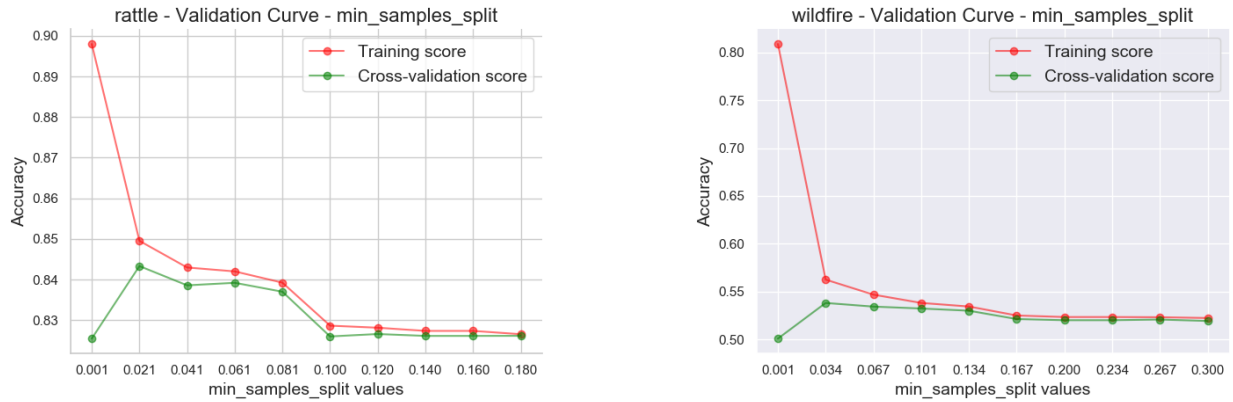 rattle - Validation Curve - min_samples_split
0.90
0.89
0.88
0.87
0.86
0.85
0.84
0.83
Accuracy
Training score
Cross-validation score
0.001 0.021 0.041 0.061 0.081 0.100 0.120 0.140 0.160 0.180
min_samples_split values
wildfire - Validation Curve - min_samples_split
0.80
0.75
0.70
0.65
0.60
0.55
0.50
Accuracy
Training score
Cross-validation score
0.001 0.034 0.067 0.101 0.134 0.167 0.200 0.234 0.267 0.300
min_samples_split values